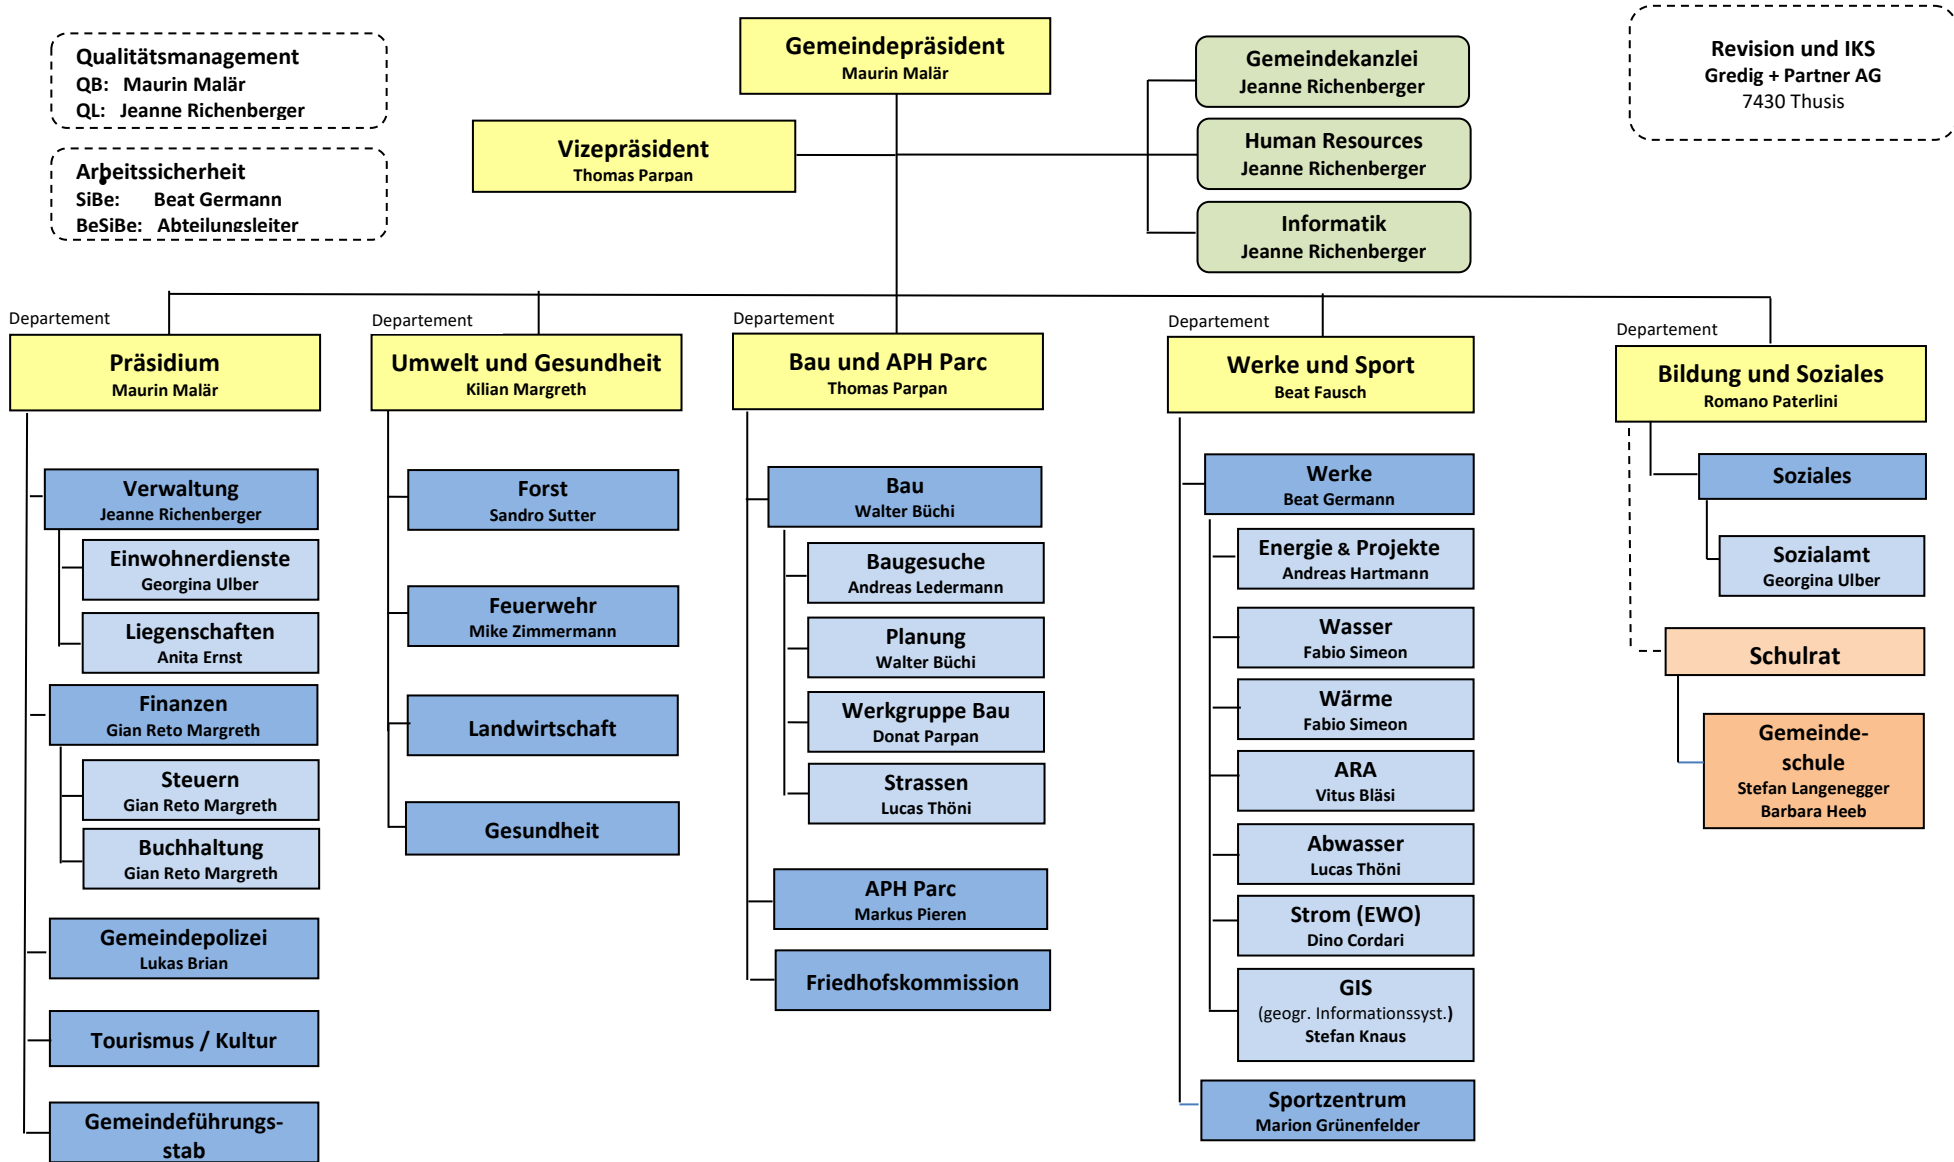 Qualitätsmanagement
QB: Maurin Malär
QL: Jeanne Richenberger
Arbeitssicherheit
SiBe: Beat Germann
BeSiBe: Abteilungsleiter
Gemeindepräsident
Maurin Malär
Vizepräsident
Thomas Parpan
Gemeindekanzlei
Jeanne Richenberger
Human Resources
Jeanne Richenberger
Informatik
Jeanne Richenberger
Revision und IKS
Gredig + Partner AG
7430 Thusis
Departement
Präsidium
Maurin Malär
Verwaltung
Jeanne Richenberger
Einwohnerdienste
Georgina Ulber
Liegenschaften
Anita Ernst
Finanzen
Gian Reto Margreth
Steuern
Gian Reto Margreth
Buchhaltung
Gian Reto Margreth
Gemeindepolizei
Lukas Brian
Tourismus / Kultur
Gemeindeführungs-
stab
Departement
Umwelt und Gesundheit
Kilian Margreth
Forst
Sandro Sutter
Feuerwehr
Mike Zimmermann
Landwirtschaft
Gesundheit
Departement
Bau und APH Parc
Thomas Parpan
Bau
Walter Büchi
Baugesuche
Andreas Ledermann
Planung
Walter Büchi
Werkgruppe Bau
Donat Parpan
Strassen
Lucas Thöni
APH Parc
Markus Pieren
Friedhofskommission
Departement
Werke und Sport
Beat Fausch
Werke
Beat Germann
Energie & Projekte
Andreas Hartmann
Wasser
Fabio Simeon
Wärme
Fabio Simeon
ARA
Vitus Bläsi
Abwasser
Lucas Thöni
Strom (EWO)
Dino Cordari
GIS
(geogr. Informationssyst.)
Stefan Knaus
Sportzentrum
Marion Grünenfelder
Departement
Bildung und Soziales
Romano Paterlini
Soziales
Sozialamt
Georgina Ulber
Schulrat
Gemeinde-
schule
Stefan Langenegger
Barbara Heeb